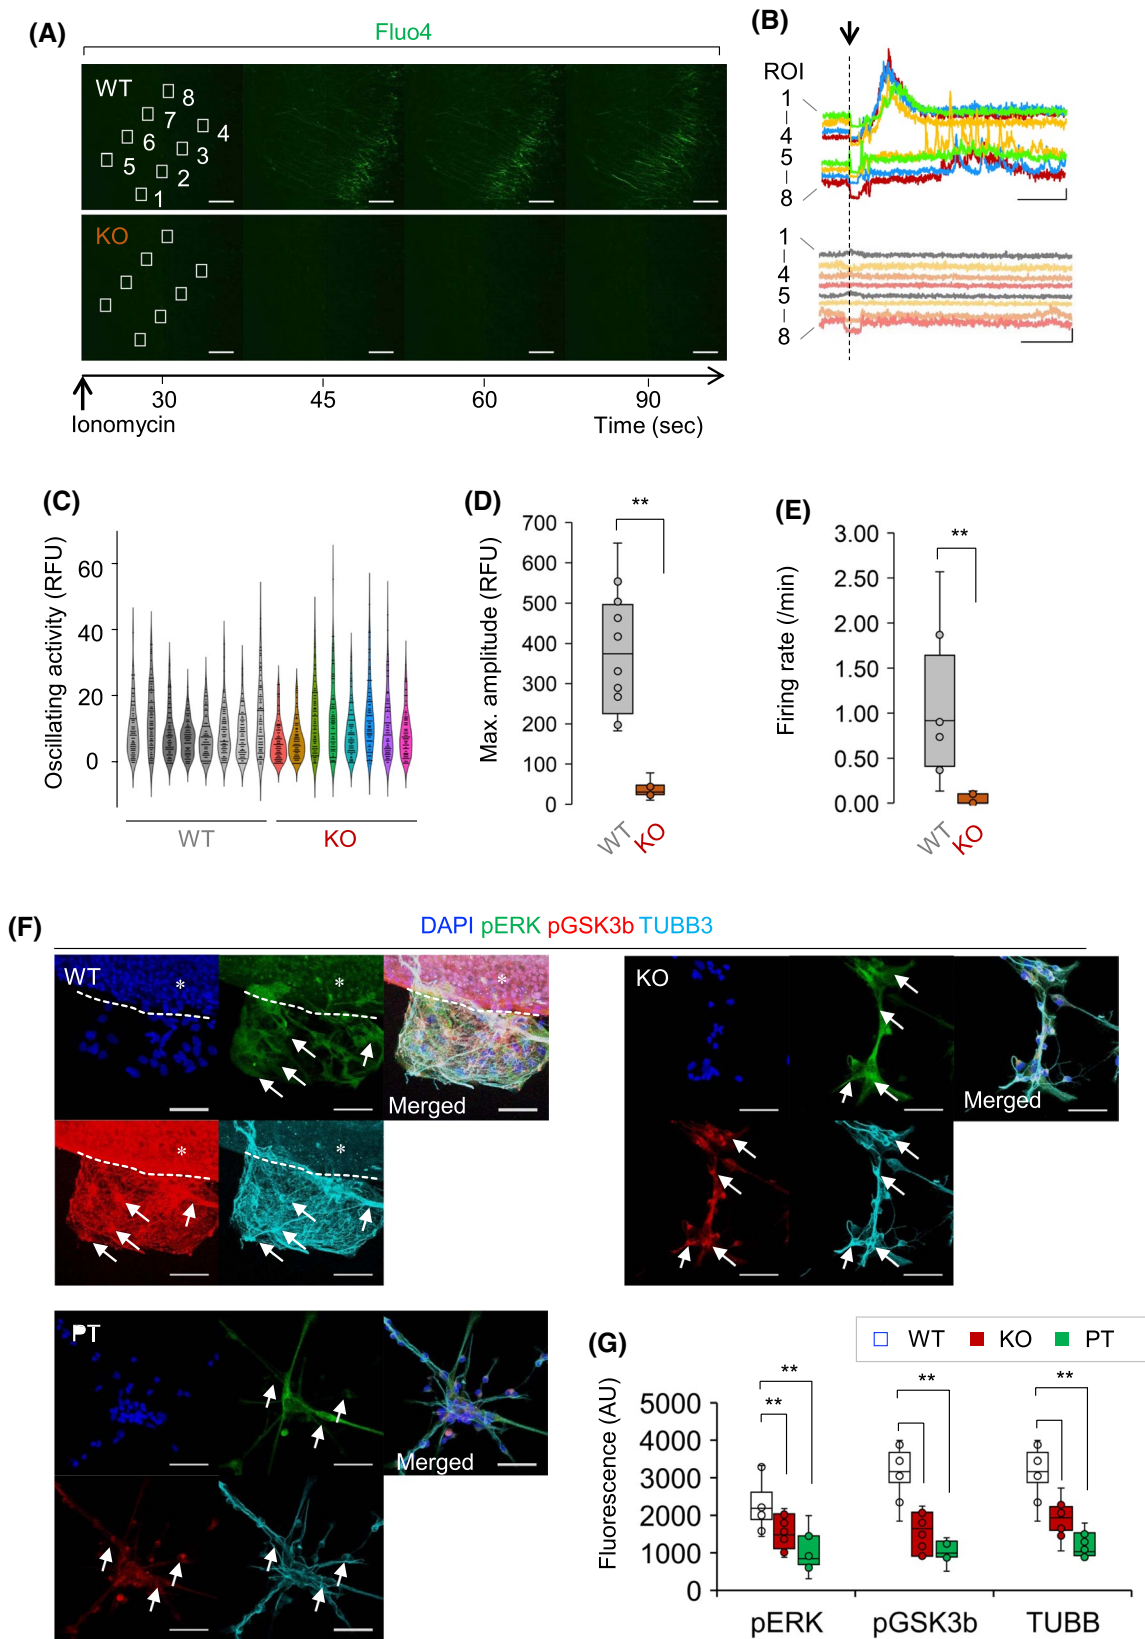 (A)
Fluo4
WT
8
7
4
6
3
5
2
1
KO
30
45
60
90
Ionomycin
Time (sec)
(B)
ROI
1
4
5
8
1
4
5
8
(C)
Oscillating activity (RFU)
60
40
20
0
WT
KO
(D)
**
Max. amplitude (RFU)
700
600
500
400
300
200
100
0
WT
KO
(E)
**
Firing rate (/min)
3.00
2.50
2.00
1.50
1.00
0.50
0.00
WT
KO
(F)
DAPI pERK pGSK3b TUBB3
WT
*
*
*
Merged
*
*
KO
Merged
PT
Merged
(G)
WT KO PT
Fluorescence (AU)
5000
4000
3000
2000
1000
0
**
**
**
**
pERK pGSK3b TUBB